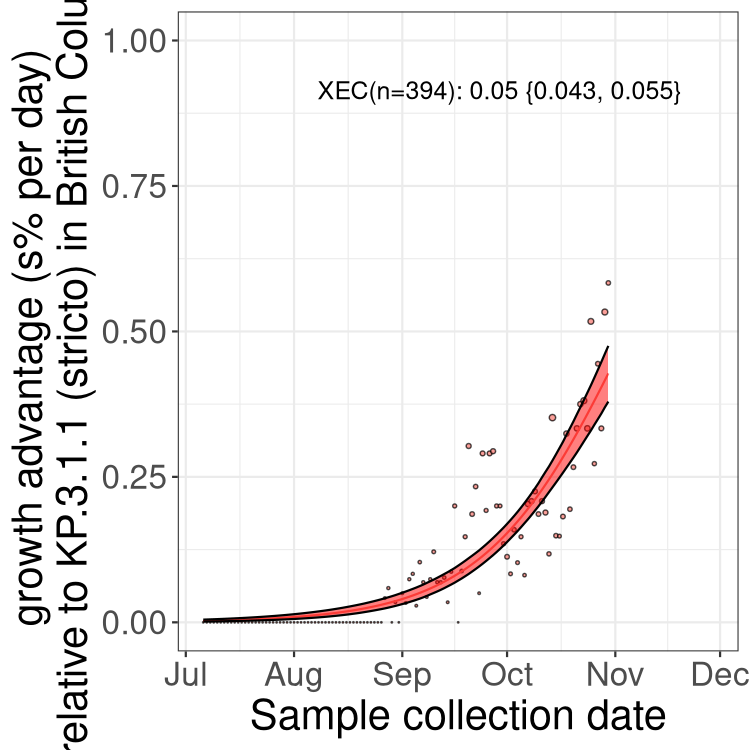 growth advantage (s% per day)
relative to KP.3.1.1 (stricto) in British Colu
1.00
0.75
0.50
0.25
0.00
XEC(n=394): 0.05 {0.043, 0.055}
Jul Aug Sep Oct Nov Dec
Sample collection date